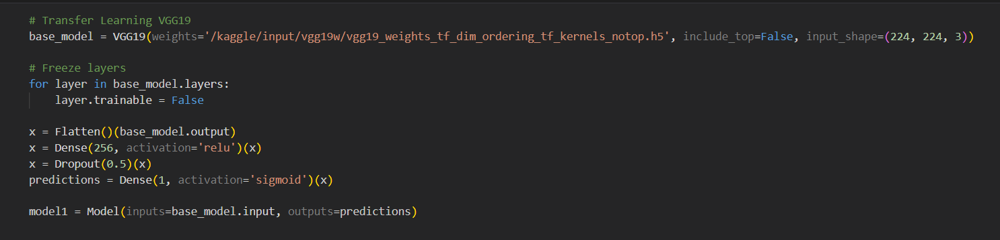 # Transfer Learning VGG19
base_model = VGG19(weights='/kaggle/input/vgg19w/vgg19_weights_tf_dim_ordering_tf_kernels_notop.h5', include_top=False, input_shape=(224, 224, 3))
# Freeze layers
for layer in base_model.layers:
    layer.trainable = False
x = Flatten()(base_model.output)
x = Dense(256, activation='relu')(x)
x = Dropout(0.5)(x)
predictions = Dense(1, activation='sigmoid')(x)
model1 = Model(inputs=base_model.input, outputs=predictions)